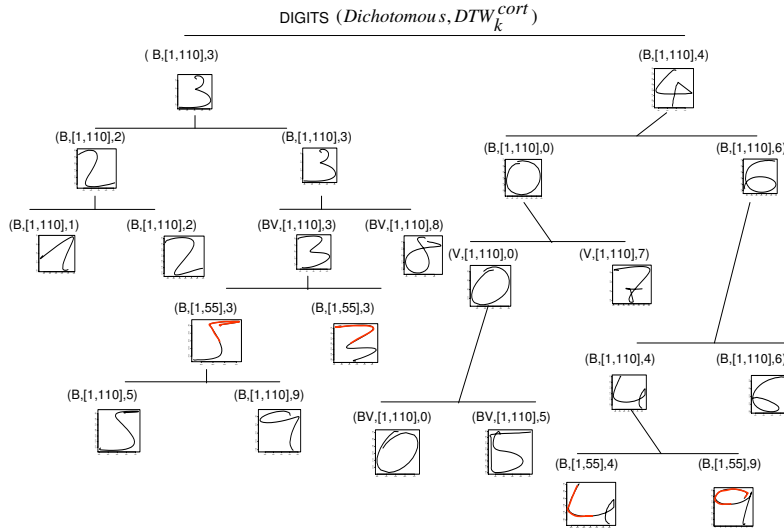 DIGITS (Dichotomous, DTW_k^cort)
( B,[1,110],3) (B,[1,110],4)
(B,[1,110],2) (B,[1,110],3) (B,[1,110],0) (B,[1,110],6)
(B,[1,110],1) (B,[1,110],2) (BV,[1,110],3) (BV,[1,110],8) (V,[1,110],0) (V,[1,110],7)
(B,[1,55],3) (B,[1,55],3) (B,[1,110],4) (B,[1,110],6)
(B,[1,110],5) (B,[1,110],9) (BV,[1,110],0) (BV,[1,110],5)
(B,[1,55],4) (B,[1,55],9)